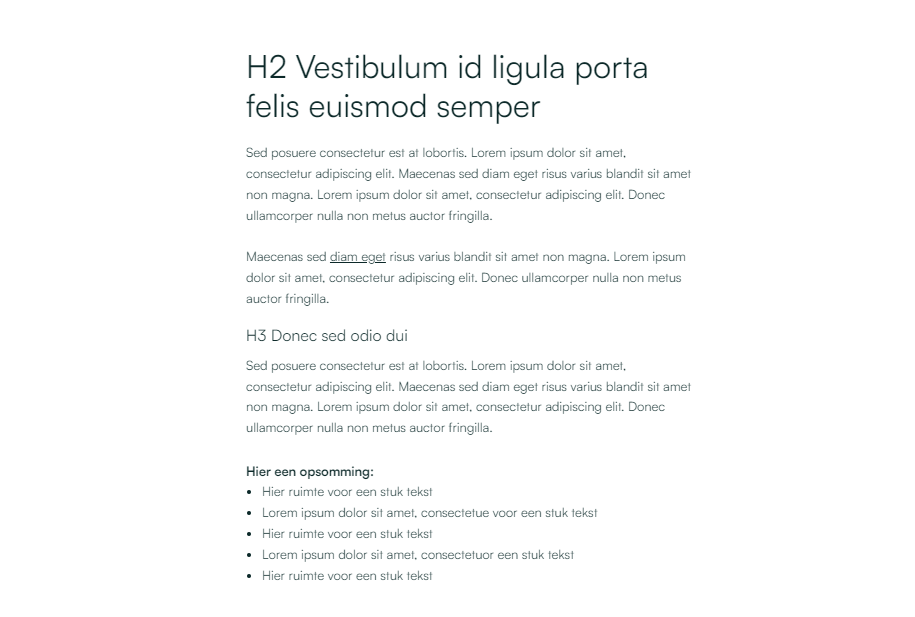 H2 Vestibulum id ligula porta
felis euismod semper
Sed posuere consectetur est at lobortis. Lorem ipsum dolor sit amet,
consectetur adipiscing elit. Maecenas sed diam eget risus varius blandit sit amet
non magna. Lorem ipsum dolor sit amet, consectetur adipiscing elit. Donec
ullamcorper nulla non metus auctor fringilla.
Maecenas sed diam eget risus varius blandit sit amet non magna. Lorem ipsum
dolor sit amet, consectetur adipiscing elit. Donec ullamcorper nulla non metus
auctor fringilla.
H3 Donec sed odio dui
Sed posuere consectetur est at lobortis. Lorem ipsum dolor sit amet,
consectetur adipiscing elit. Maecenas sed diam eget risus varius blandit sit amet
non magna. Lorem ipsum dolor sit amet, consectetur adipiscing elit. Donec
ullamcorper nulla non metus auctor fringilla.
Hier een opsomming:
• Hier ruimte voor een stuk tekst
• Lorem ipsum dolor sit amet, consectetue voor een stuk tekst
• Hier ruimte voor een stuk tekst
• Lorem ipsum dolor sit amet, consectetuor een stuk tekst
• Hier ruimte voor een stuk tekst